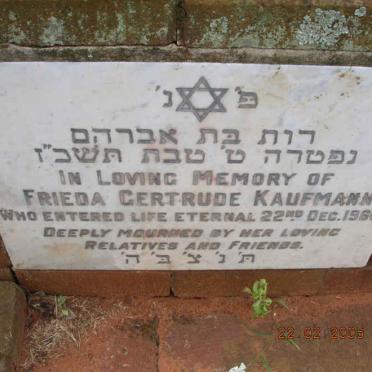 פ' נ'
רות בת אברהם
נפטרה ט' טבת תשכ"ז
IN LOVING MEMORY OF
FRIEDA GERTRUDE KAUFMANN
WHO ENTERED LIFE ETERNAL 22ND DEC. 1966
DEEPLY MOURNED BY HER LOVING
RELATIVES AND FRIENDS.
ת' נ' צ' ב' ה'
22 02 2005